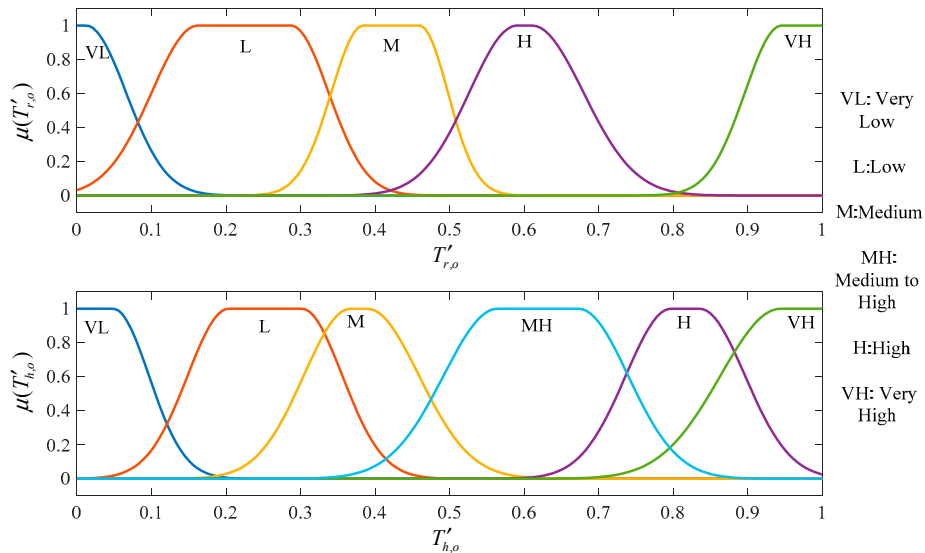 1
0.8
0.6
0.4
0.2
0
μ(T′r,o)
VL
L
M
H
VH
0 0.1 0.2 0.3 0.4 0.5 0.6 0.7 0.8 0.9 1
T′r,o
1
0.8
0.6
0.4
0.2
0
μ(T′h,o)
VL
L
M
MH
H
VH
0 0.1 0.2 0.3 0.4 0.5 0.6 0.7 0.8 0.9 1
T′h,o
VL: Very
Low
L:Low
M:Medium
MH:
Medium to
High
H:High
VH: Very
High